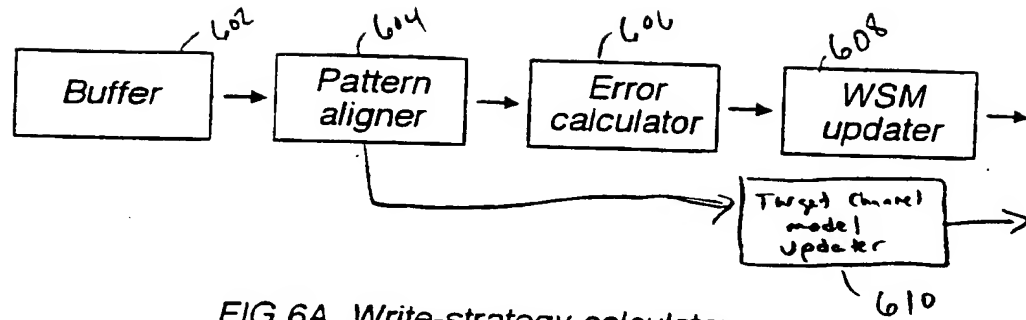 602
604
606
608
Buffer
Pattern
aligner
Error
calculator
WSM
updater
Target Channel
model
updater
610
FIG.6A Write-strategy calculator